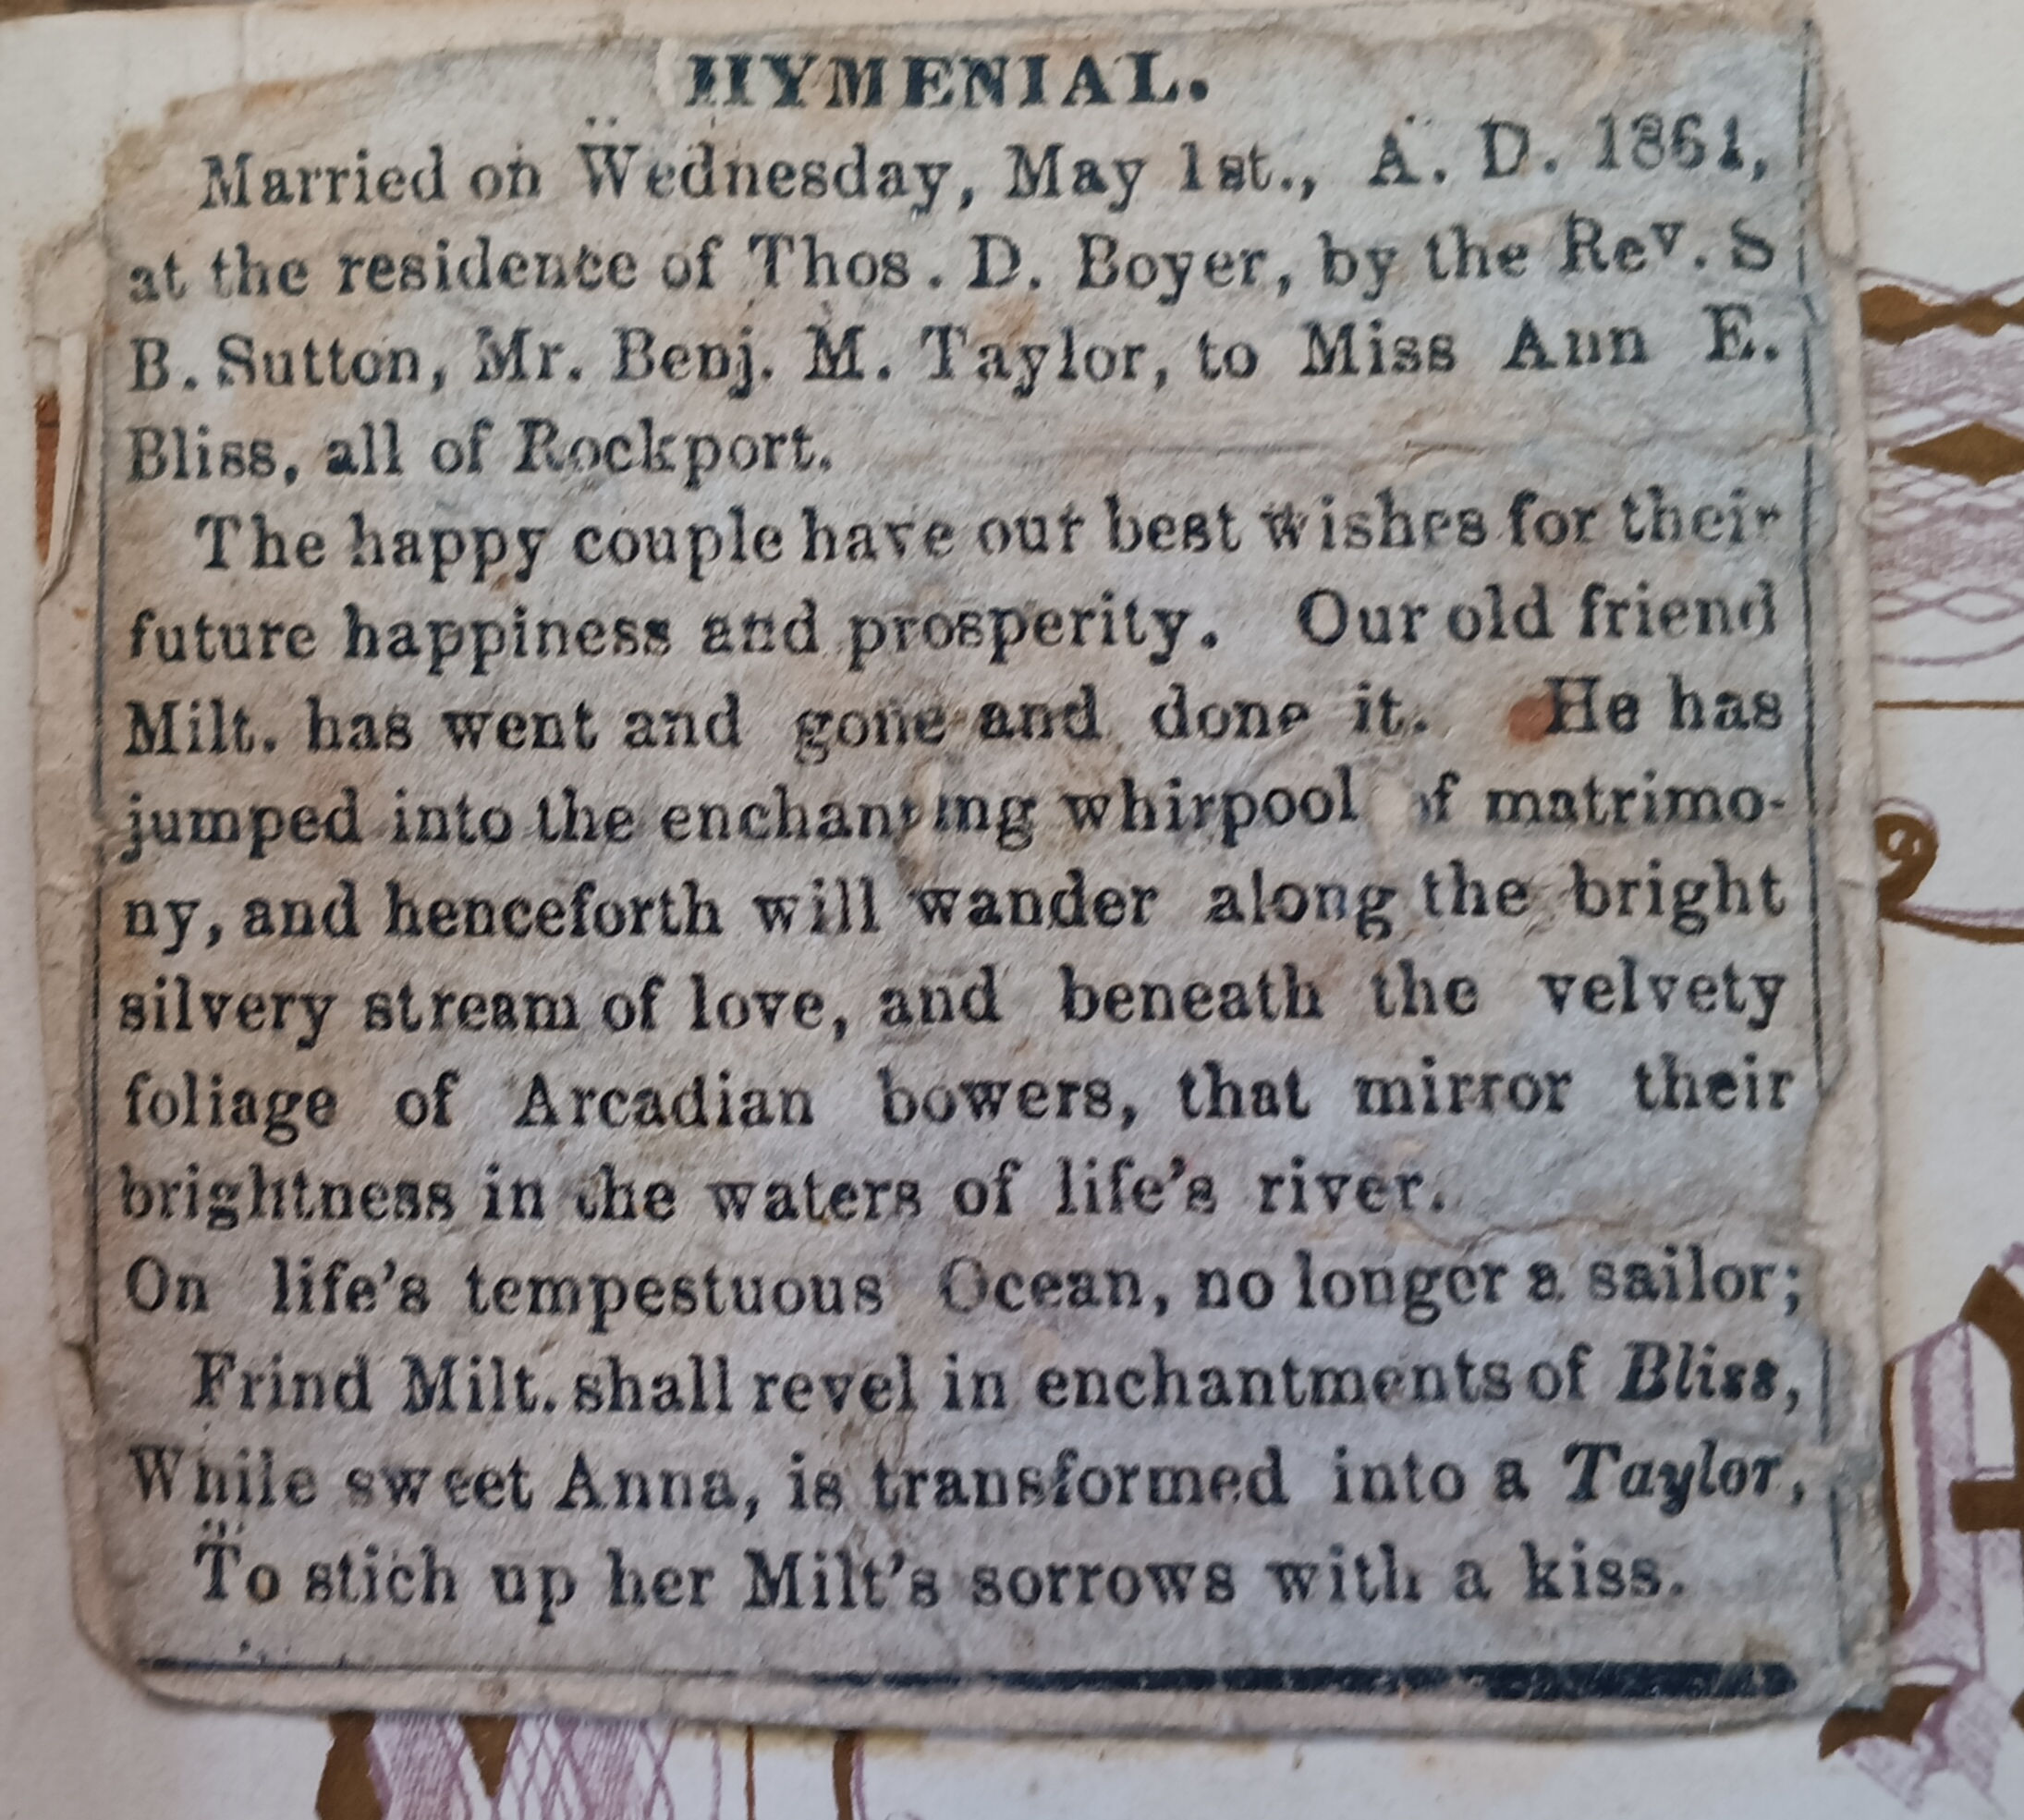 HYMENIAL.
Married on Wednesday, May 1st., A. D. 1861,
at the residence of Thos. D. Boyer, by the Rev. S
B. Sutton, Mr. Benj. M. Taylor, to Miss Ann E.
Bliss, all of Rockport.
The happy couple have our best wishes for their
future happiness and prosperity. Our old friend
Milt. has went and gone and done it. He has
jumped into the enchanting whirpool of matrimo-
ny, and henceforth will wander along the bright
silvery stream of love, and beneath the velvety
foliage of Arcadian bowers, that mirror their
brightness in the waters of life's river.
On life's tempestuous Ocean, no longer a sailor;
Frind Milt. shall revel in enchantments of Bliss,
While sweet Anna, is transformed into a Taylor,
To stich up her Milt's sorrows with a kiss.